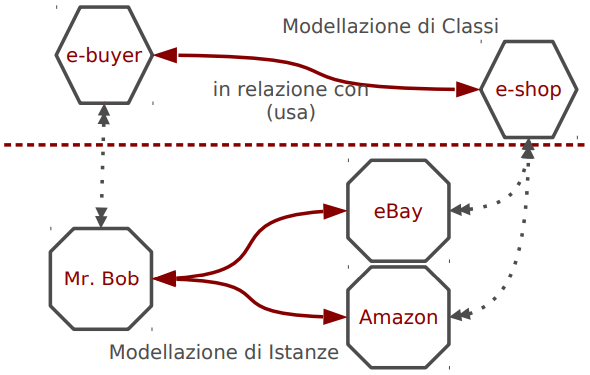 Modellazione di Classi
e-buyer
in relazione con
(usa)
e-shop
eBay
Mr. Bob
Amazon
Modellazione di Istanze